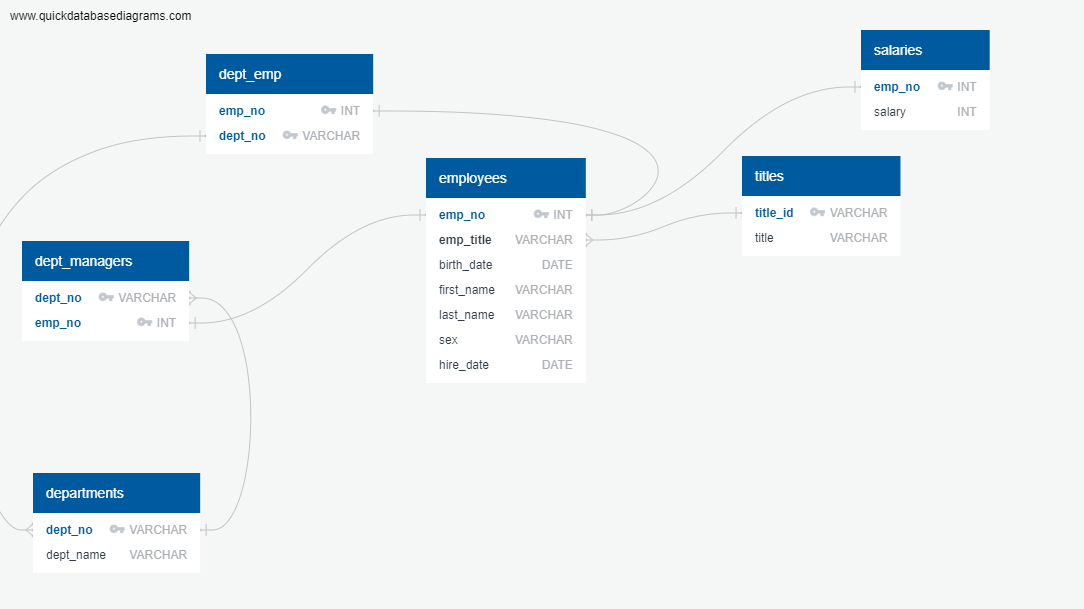 www.quickdatabasediagrams.com
dept_emp
emp_no INT
dept_no VARCHAR
salaries
emp_no INT
salary INT
employees
emp_no INT
emp_title VARCHAR
birth_date DATE
first_name VARCHAR
last_name VARCHAR
sex VARCHAR
hire_date DATE
titles
title_id VARCHAR
title VARCHAR
dept_managers
dept_no VARCHAR
emp_no INT
departments
dept_no VARCHAR
dept_name VARCHAR